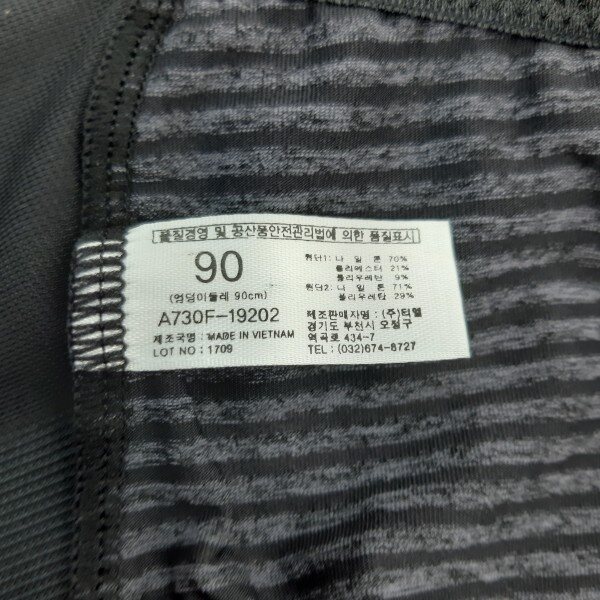 품질경영 및 공산품안전관리법에 의한 품질표시
90
(엉덩이둘레 90cm)
A730F-19202
제조국명 : MADE IN VIETNAM
LOT NO : 1709
원단1: 나 일 론 70%
폴리에스터 21%
폴리우레탄 9%
원단2: 나 일 론 71%
폴리우레탄 29%
제조판매자명 : (주)티엘
경기도 부천시 오정구
역곡로 434-7
TEL : (032)674-8727